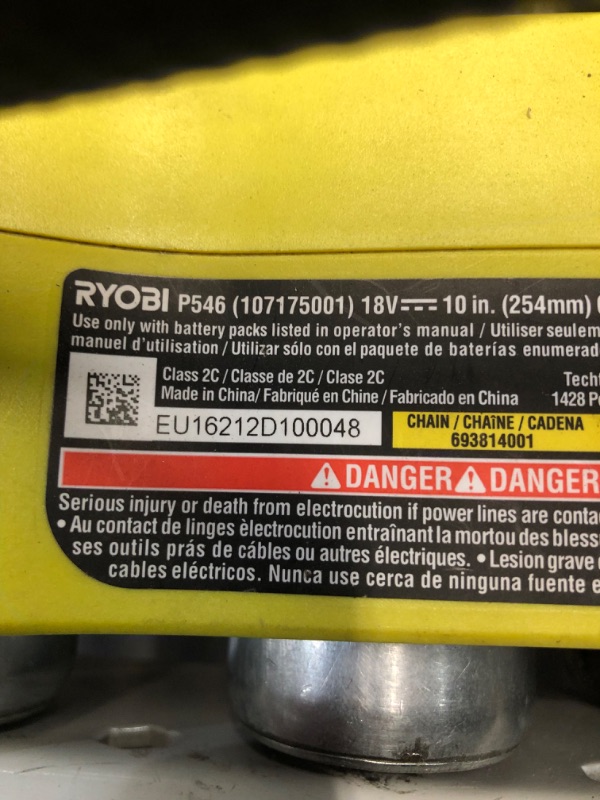 RYOBI P546 (107175001) 18V⎓10 in. (254mm)
Use only with battery packs listed in operator's manual / Utiliser
manuel d'utilisation / Utilizar sólo con el paquete de baterías
Class 2C / Classe de 2C / Clase 2C
Made in China/ Fabriqué en Chine / Fabricado en China 1428
EU16212D100048
CHAIN / CHAÎNE / CADENA
693814001
⚠DANGER⚠DANGER
Serious injury or death from electrocution if power lines are
• Au contact de linges èlectrocution entraînant la mortou des
ses outils prás de câbles ou autres électriques. • Lesion grave
cables eléctricos. Nunca use cerca de ninguna fuente